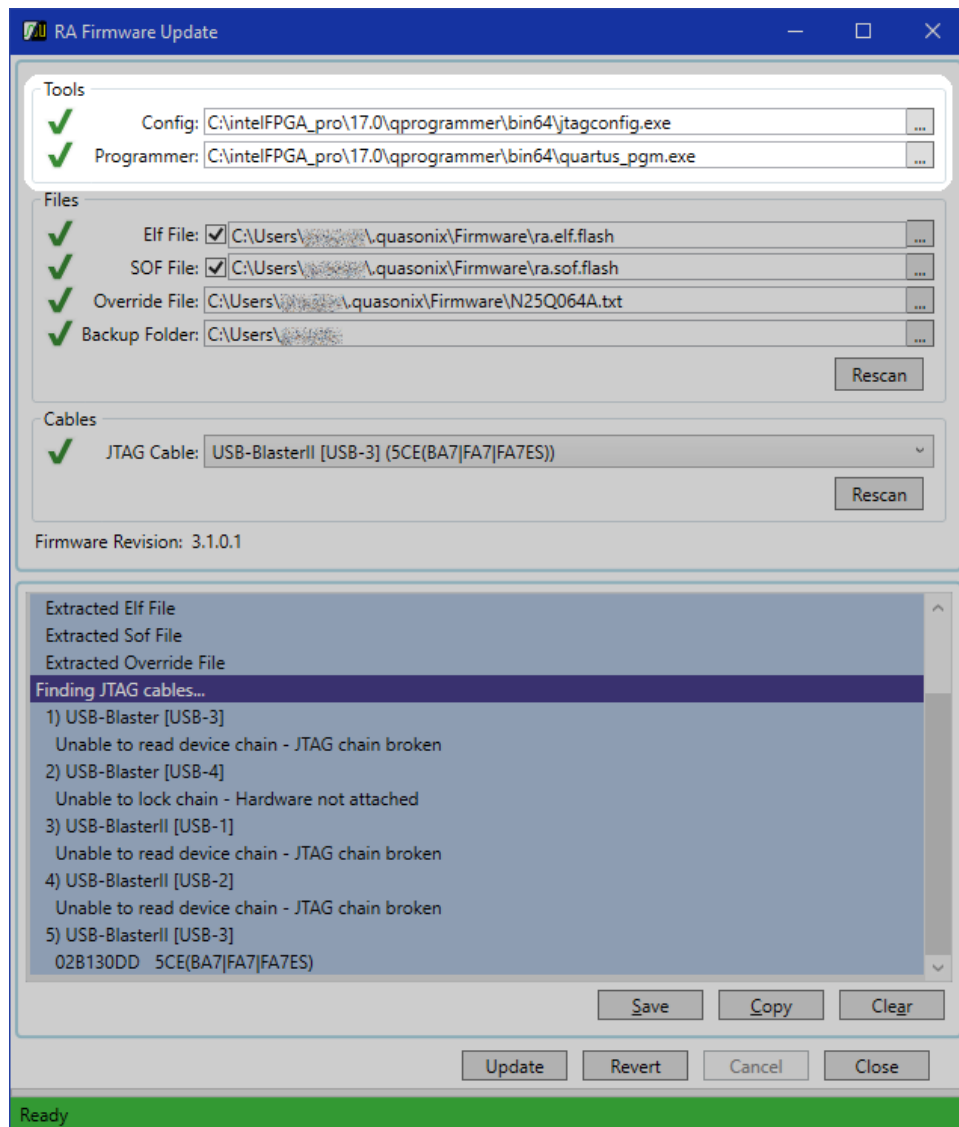 RA Firmware Update
Tools
Config: C:\intelFPGA_pro\17.0\qprogrammer\bin64\jtagconfig.exe ...
Programmer: C:\intelFPGA_pro\17.0\qprogrammer\bin64\quartus_pgm.exe ...
Files
Elf File: C:\Users\ \.quasonix\Firmware\ra.elf.flash ...
SOF File: C:\Users\ \.quasonix\Firmware\ra.sof.flash ...
Override File: C:\Users\ \.quasonix\Firmware\N25Q064A.txt ...
Backup Folder: C:\Users\ ...
Rescan
Cables
JTAG Cable: USB-BlasterII [USB-3] (5CE(BA7|FA7|FA7ES))
Rescan
Firmware Revision: 3.1.0.1
Extracted Elf File
Extracted Sof File
Extracted Override File
Finding JTAG cables...
1) USB-Blaster [USB-3]
Unable to read device chain - JTAG chain broken
2) USB-Blaster [USB-4]
Unable to lock chain - Hardware not attached
3) USB-BlasterII [USB-1]
Unable to read device chain - JTAG chain broken
4) USB-BlasterII [USB-2]
Unable to read device chain - JTAG chain broken
5) USB-BlasterII [USB-3]
02B130DD 5CE(BA7|FA7|FA7ES)
Save Copy Clear
Update Revert Cancel Close
Ready